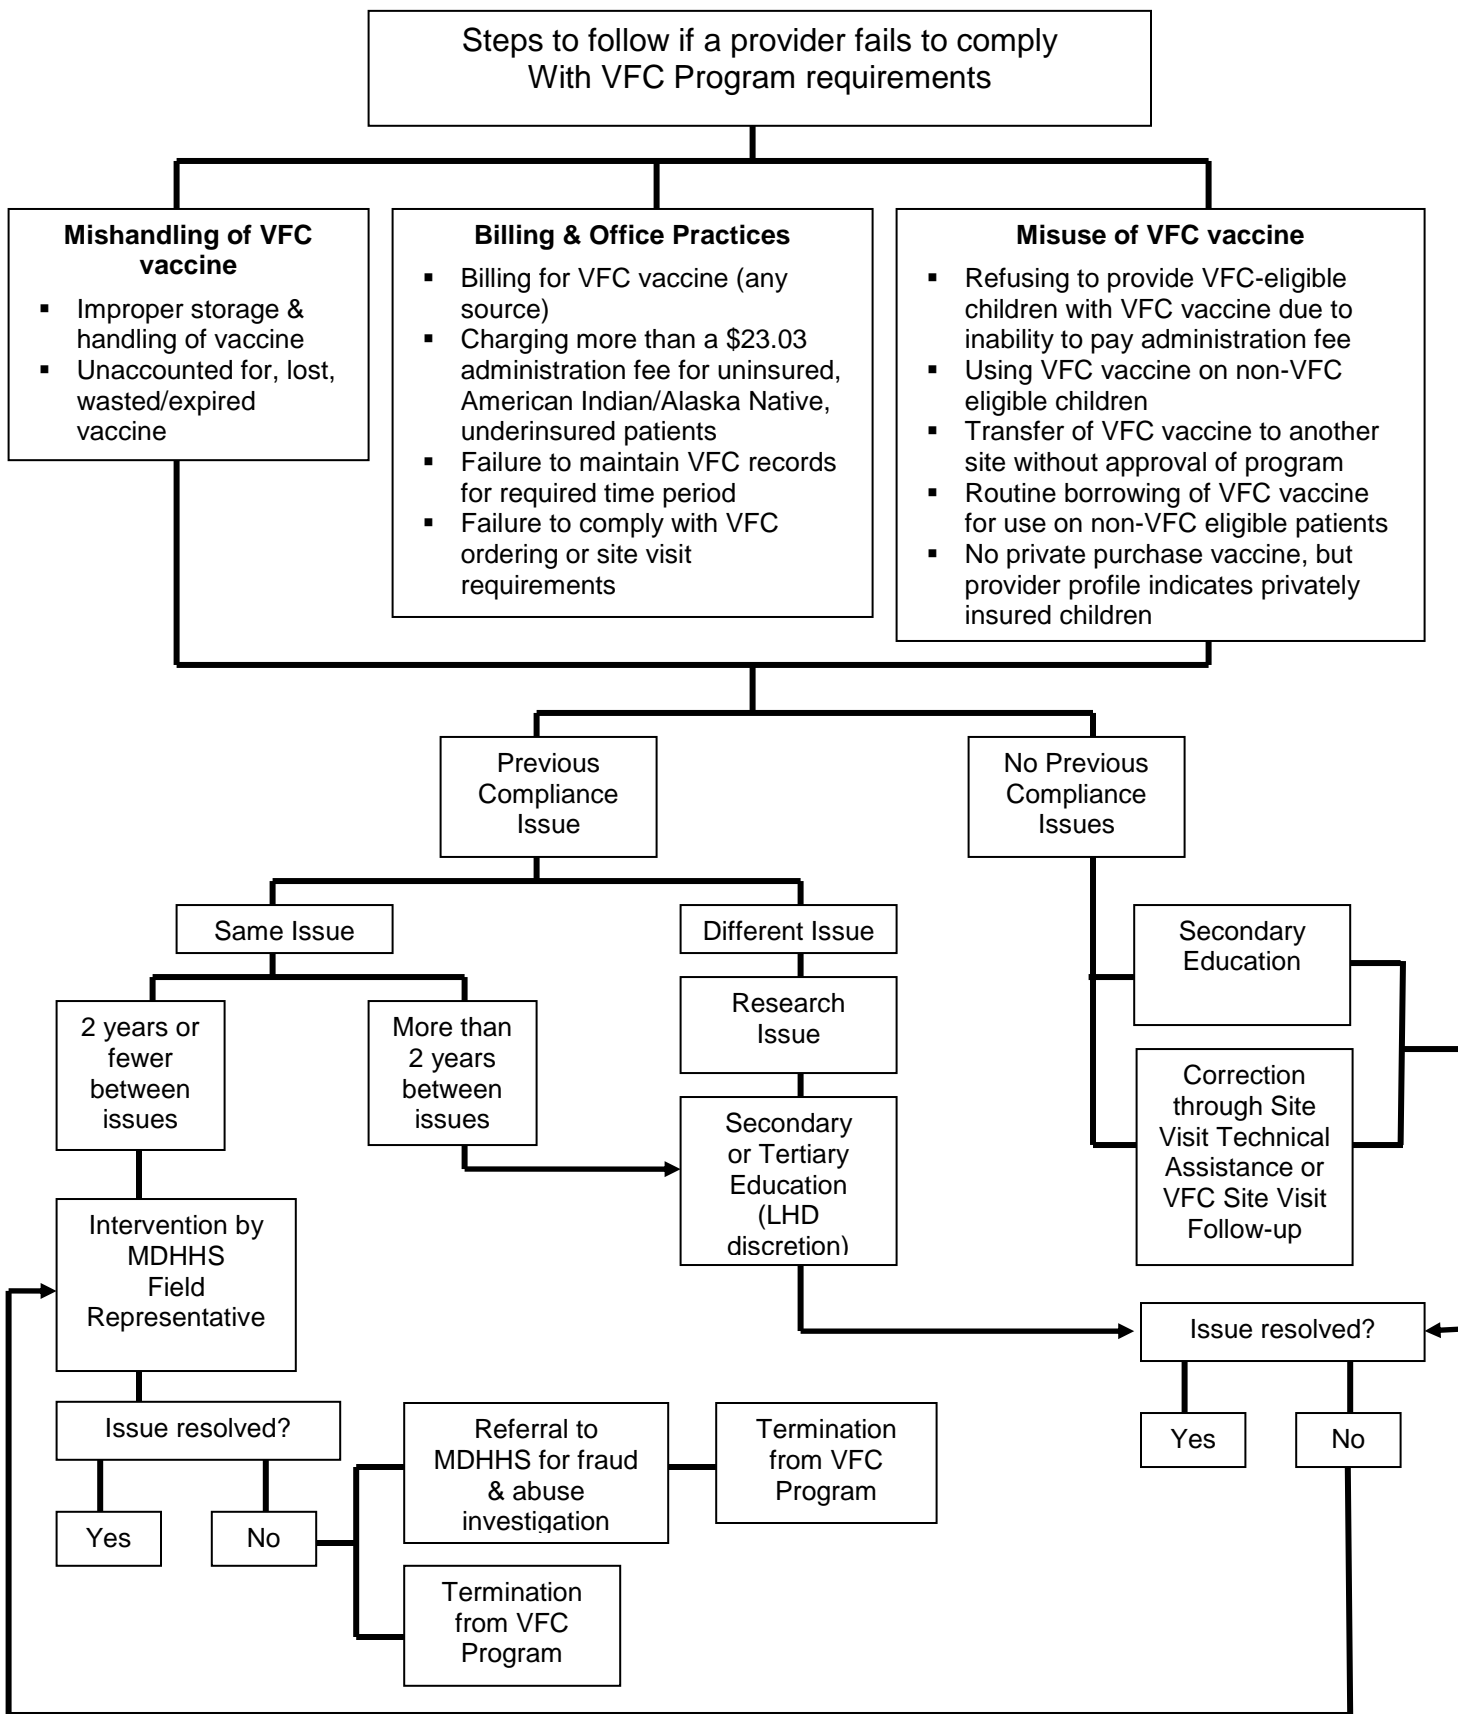 Steps to follow if a provider fails to comply
With VFC Program requirements
Mishandling of VFC
vaccine
▪ Improper storage &
handling of vaccine
▪ Unaccounted for, lost,
wasted/expired
vaccine
Billing & Office Practices
▪ Billing for VFC vaccine (any
source)
▪ Charging more than a $23.03
administration fee for uninsured,
American Indian/Alaska Native,
underinsured patients
▪ Failure to maintain VFC records
for required time period
▪ Failure to comply with VFC
ordering or site visit
requirements
Misuse of VFC vaccine
▪ Refusing to provide VFC-eligible
children with VFC vaccine due to
inability to pay administration fee
▪ Using VFC vaccine on non-VFC
eligible children
▪ Transfer of VFC vaccine to another
site without approval of program
▪ Routine borrowing of VFC vaccine
for use on non-VFC eligible patients
▪ No private purchase vaccine, but
provider profile indicates privately
insured children
Previous
Compliance
Issue
No Previous
Compliance
Issues
Same Issue
Different Issue
Secondary
Education
2 years or
fewer
between
issues
More than
2 years
between
issues
Research
Issue
Correction
through Site
Visit Technical
Assistance or
VFC Site Visit
Follow-up
Secondary
or Tertiary
Education
(LHD
discretion)
Intervention by
MDHHS
Field
Representative
Issue resolved?
Yes
No
Issue resolved?
Yes
No
Referral to
MDHHS for fraud
& abuse
investigation
Termination
from VFC
Program
Termination
from VFC
Program